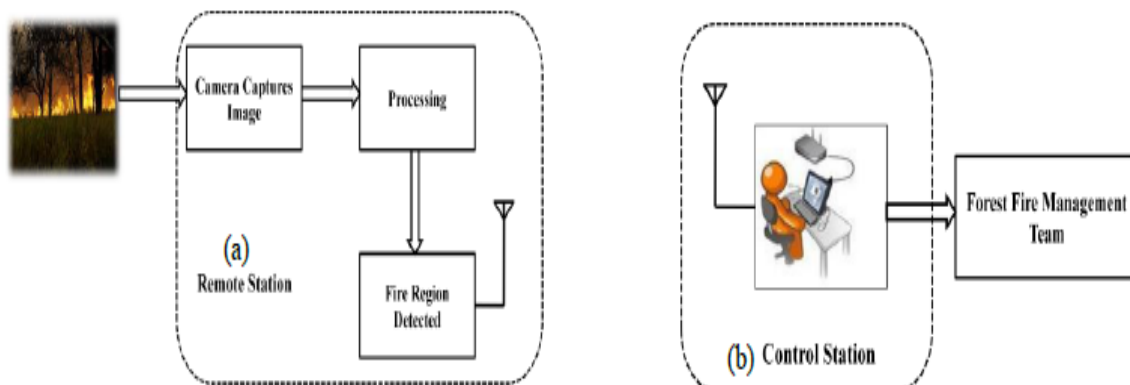 Camera Captures
Image
Processing
(a)
Remote Station
Fire Region
Detected
(b) Control Station
Forest Fire Management
Team